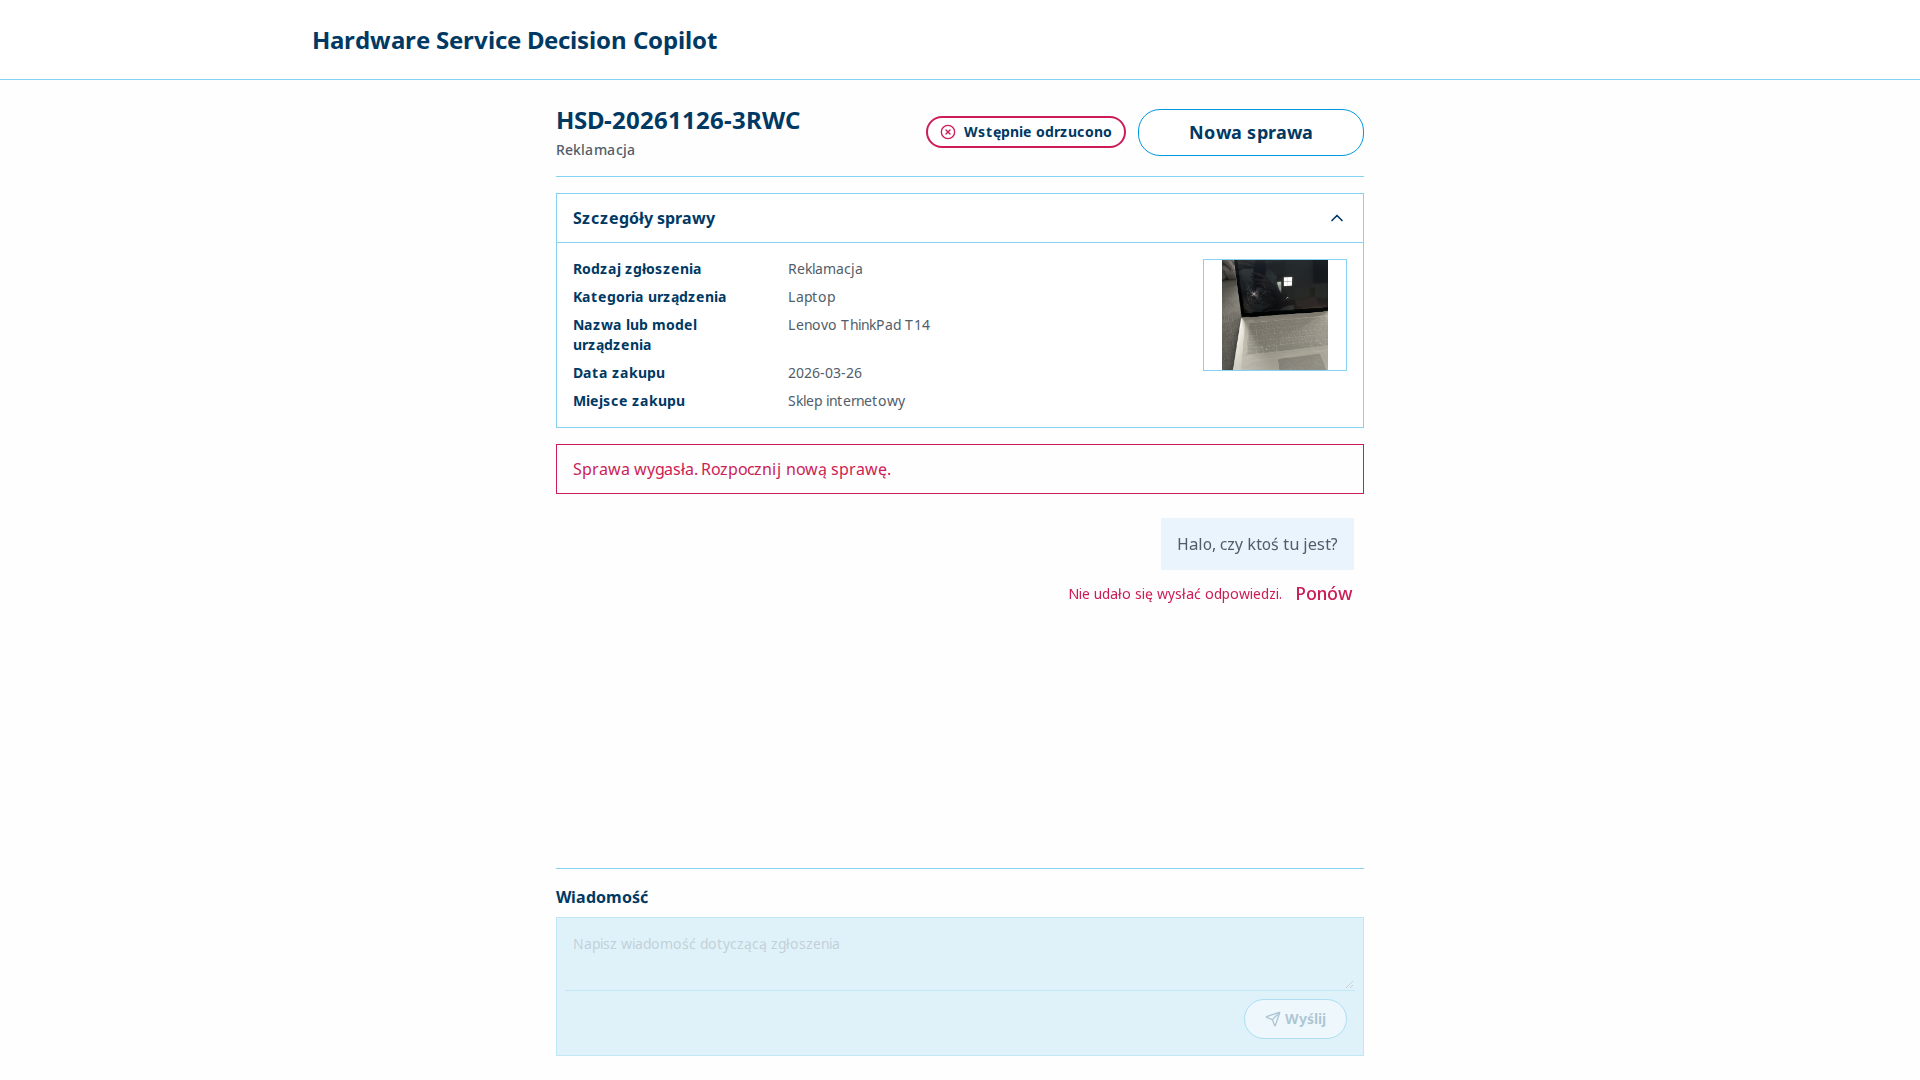 Hardware Service Decision Copilot
HSD-20261126-3RWC
Reklamacja
Wstępnie odrzucono
Nowa sprawa
Szczegóły sprawy
Rodzaj zgłoszenia
Reklamacja
Kategoria urządzenia
Laptop
Nazwa lub model
urządzenia
Lenovo ThinkPad T14
Data zakupu
2026-03-26
Miejsce zakupu
Sklep internetowy
Sprawa wygasła. Rozpocznij nową sprawę.
Halo, czy ktoś tu jest?
Nie udało się wysłać odpowiedzi.
Ponów
Wiadomość
Napisz wiadomość dotyczącą zgłoszenia
Wyślij